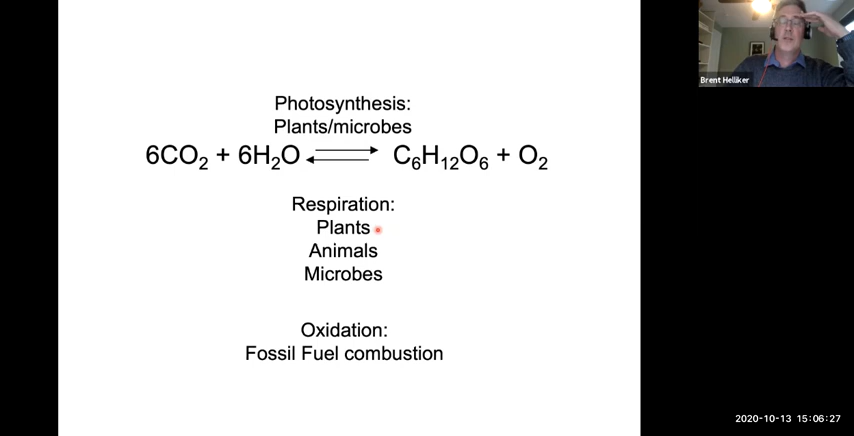 Photosynthesis:
Plants/microbes
6CO₂ + 6H₂O ⇌ C₆H₁₂O₆ + O₂
Respiration:
Plants
Animals
Microbes
Oxidation:
Fossil Fuel combustion
Brent Helliker
2020-10-13 15:06:27